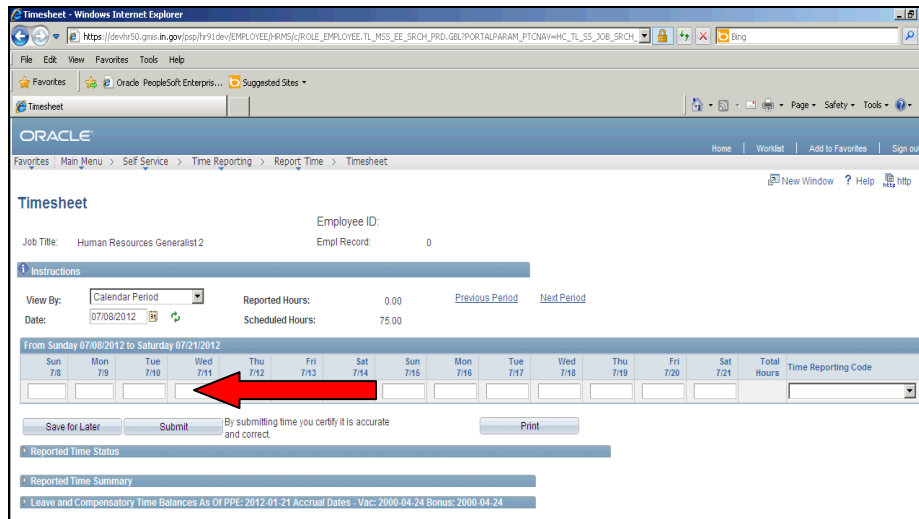 Timesheet - Windows Internet Explorer
https://devhr50.gmis.in.gov/psp/hr91dev/EMPLOYEE/HRMS/c/ROLE_EMPLOYEE.TL_MSS_EE_SRCH_PRD.GBL?PORTALPARAM_PTCNAV=HC_TL_SS_JOB_SRCH_ Bing
File Edit View Favorites Tools Help
Favorites Oracle PeopleSoft Enterpris... Suggested Sites
Timesheet Page Safety Tools
ORACLE
Home | Worklist | Add to Favorites | Sign out
Favorites Main Menu > Self Service > Time Reporting > Report Time > Timesheet
New Window ? Help http
Timesheet
Employee ID:
Job Title: Human Resources Generalist 2 Empl Record: 0
Instructions
View By: Calendar Period Reported Hours: 0.00 Previous Period Next Period
Date: 07/08/2012 Scheduled Hours: 75.00
From Sunday 07/08/2012 to Saturday 07/21/2012
Sun Mon Tue Wed Thu Fri Sat Sun Mon Tue Wed Thu Fri Sat Total Time Reporting Code
7/8 7/9 7/10 7/11 7/12 7/13 7/14 7/15 7/16 7/17 7/18 7/19 7/20 7/21 Hours
Save for Later Submit By submitting time you certify it is accurate Print
and correct.
Reported Time Status
Reported Time Summary
Leave and Compensatory Time Balances As Of PPE: 2012-01-21 Accrual Dates - Vac: 2000-04-24 Bonus: 2000-04-24